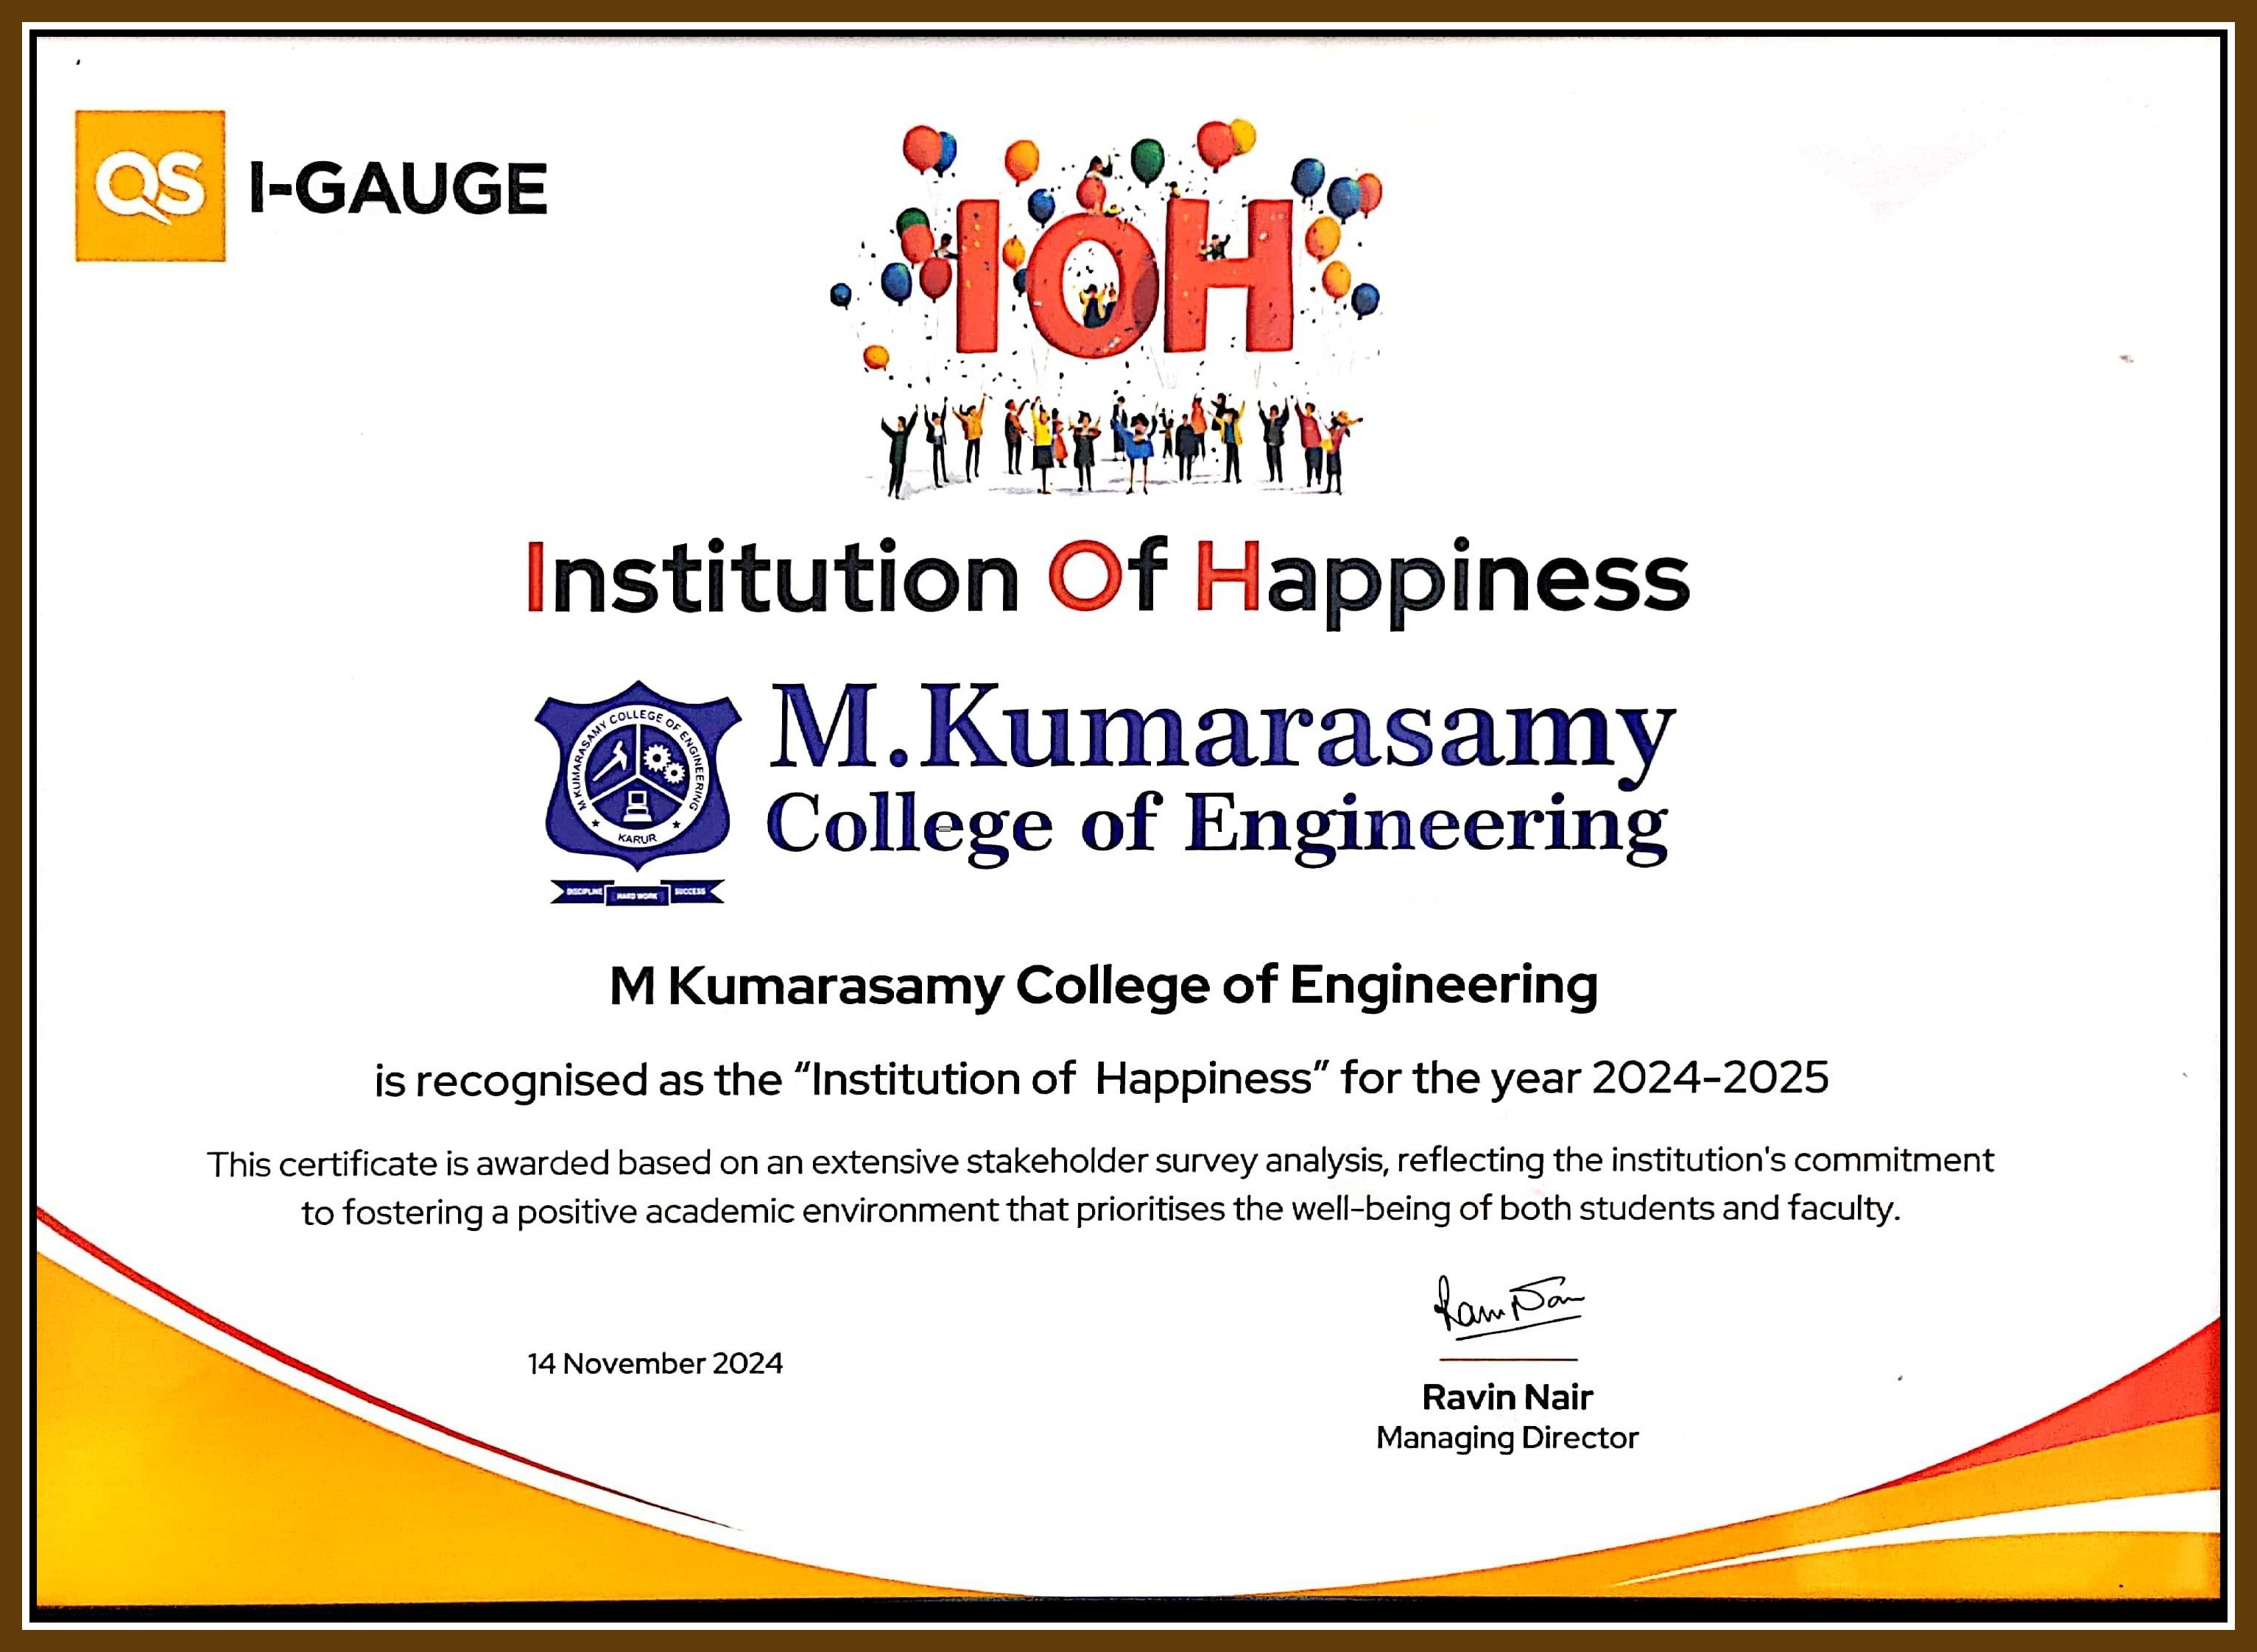 QS I-GAUGE
IOH
Institution Of Happiness
M KUMARASAMY COLLEGE OF ENGINEERING
KARUR
DISCIPLINE HARD WORK SUCCESS
M.Kumarasamy
College of Engineering
M Kumarasamy College of Engineering
is recognised as the “Institution of Happiness” for the year 2024-2025
This certificate is awarded based on an extensive stakeholder survey analysis, reflecting the institution's commitment
to fostering a positive academic environment that prioritises the well-being of both students and faculty.
14 November 2024
Ravin Nair
Managing Director